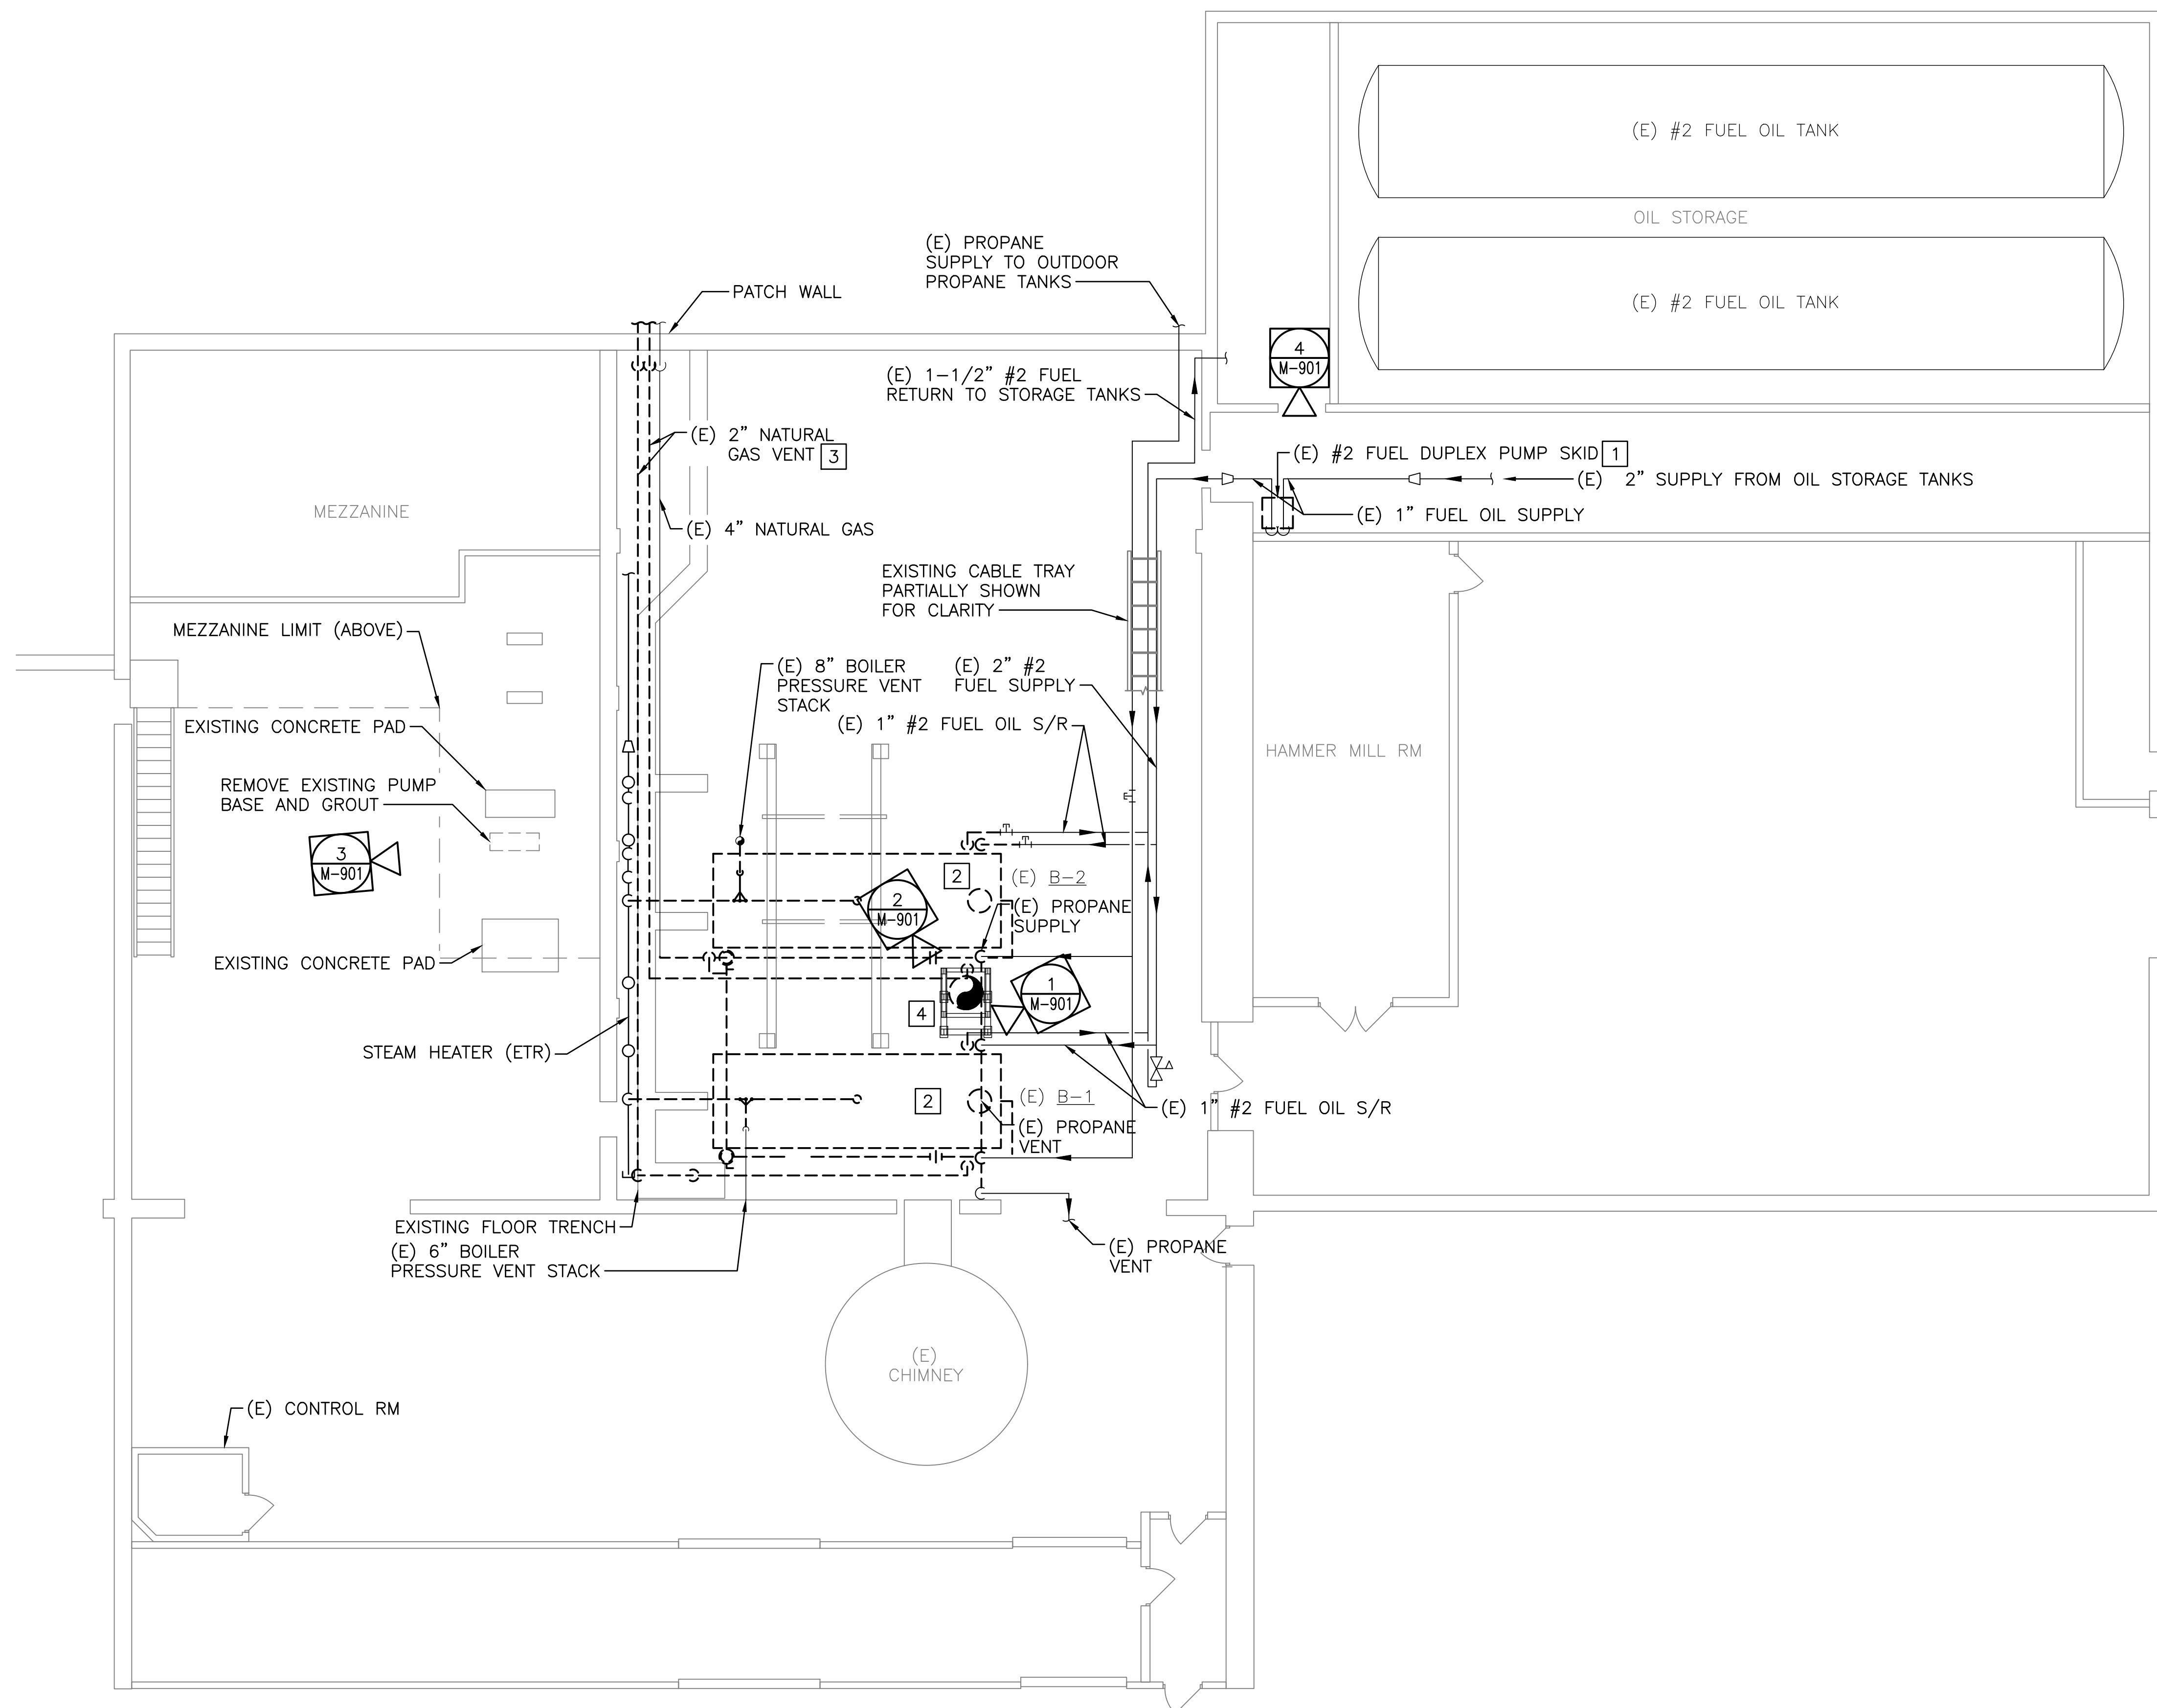 (E) #2 FUEL OIL TANK
OIL STORAGE
(E) #2 FUEL OIL TANK
(E) PROPANE
SUPPLY TO OUTDOOR
PROPANE TANKS
PATCH WALL
4
M-901
(E) 1-1/2" #2 FUEL
RETURN TO STORAGE TANKS
(E) 2" NATURAL
GAS VENT 3
(E) #2 FUEL DUPLEX PUMP SKID 1
(E) 2" SUPPLY FROM OIL STORAGE TANKS
(E) 1" FUEL OIL SUPPLY
MEZZANINE
(E) 4" NATURAL GAS
EXISTING CABLE TRAY
PARTIALLY SHOWN
FOR CLARITY
MEZZANINE LIMIT (ABOVE)
(E) 8" BOILER
PRESSURE VENT
STACK
(E) 2" #2
FUEL SUPPLY
(E) 1" #2 FUEL OIL S/R
EXISTING CONCRETE PAD
HAMMER MILL RM
REMOVE EXISTING PUMP
BASE AND GROUT
3
M-901
2
(E) B-2
2
M-901
(E) PROPANE
SUPPLY
EXISTING CONCRETE PAD
1
M-901
4
STEAM HEATER (ETR)
2
(E) B-1
(E) 1" #2 FUEL OIL S/R
(E) PROPANE
VENT
EXISTING FLOOR TRENCH
(E) 6" BOILER
PRESSURE VENT STACK
(E) PROPANE
VENT
(E)
CHIMNEY
(E) CONTROL RM